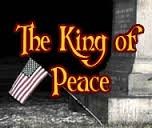 The King of
Peace